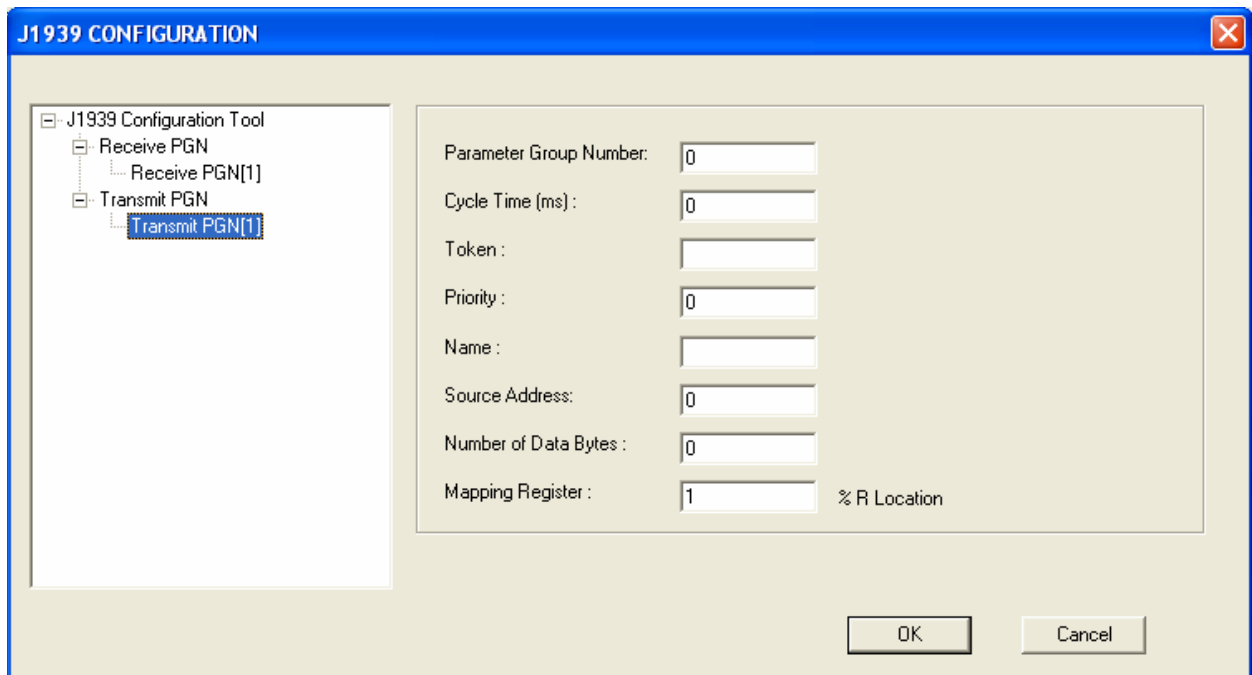 J1939 CONFIGURATION
J1939 Configuration Tool
Receive PGN
Receive PGN[1]
Transmit PGN
Transmit PGN[1]
Parameter Group Number: 0
Cycle Time (ms) : 0
Token :
Priority : 0
Name :
Source Address: 0
Number of Data Bytes : 0
Mapping Register : 1 % R Location
OK Cancel